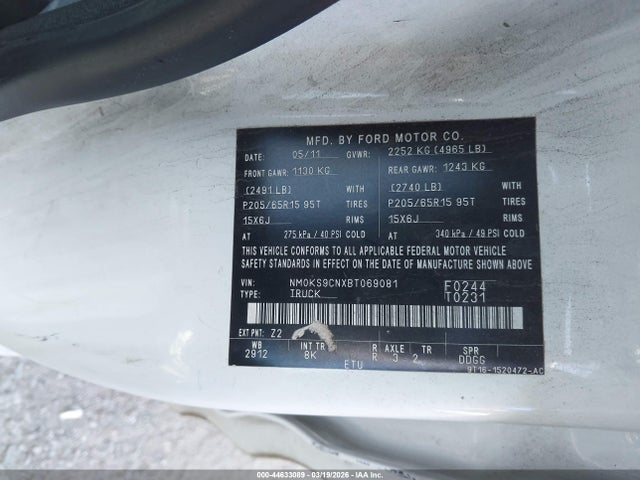 MFD. BY FORD MOTOR CO.
DATE: 05/11 GVWR: 2252 KG (4965 LB)
FRONT GAWR: 1130 KG REAR GAWR: 1243 KG
(2491 LB) WITH (2740 LB) WITH
P205/65R15 95T TIRES P205/65R15 95T TIRES
15X6J RIMS 15X6J RIMS
AT 275 kPa / 40 PSI COLD AT 340 kPa / 49 PSI COLD
THIS VEHICLE CONFORMS TO ALL APPLICABLE FEDERAL MOTOR VEHICLE
SAFETY STANDARDS IN EFFECT ON THE DATE OF MANUFACTURE SHOWN ABOVE
VIN: NM0KS9CNXBT069081 F0244
TYPE: TRUCK T0231
EXT PNT: Z2
WB INT TR R AXLE TR SPR
2912 8K R 3 2 DDGG
ETU 9T16-1520472-AC
000-44633089 - 03/19/2026 - IAA Inc.